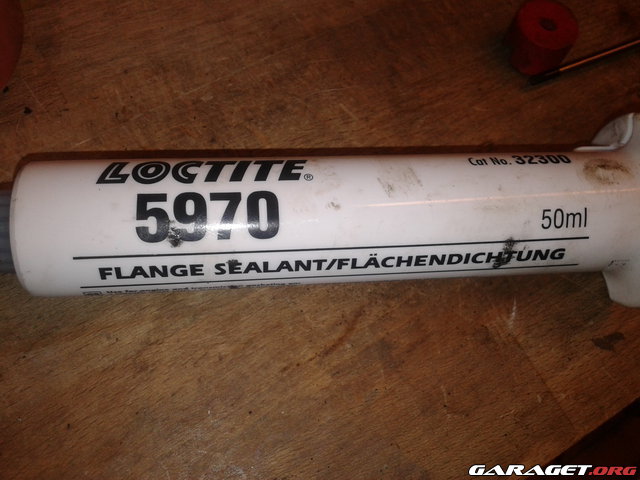 LOCTITE®
Cat No. 32300
5970
50ml
FLANGE SEALANT/FLÄCHENDICHTUNG
GARAGET.ORG